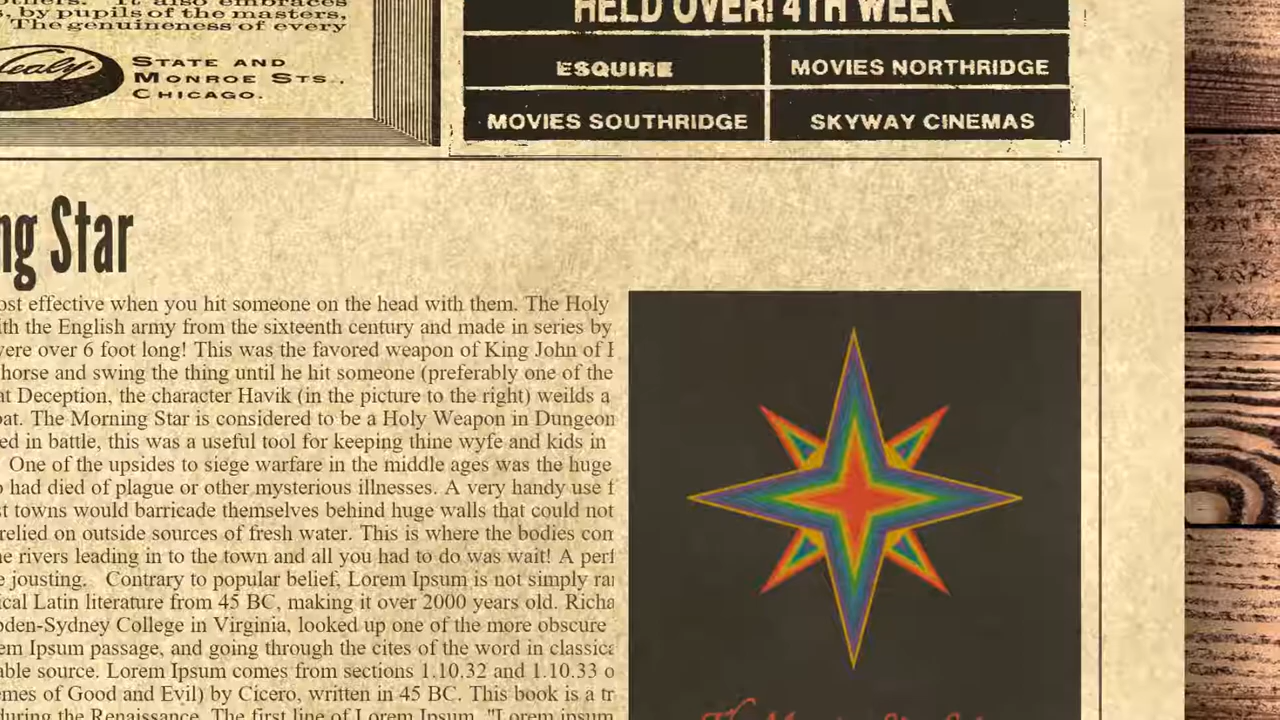 others. It also embraces
, by pupils of the masters,
The genuineness of every
Healy
STATE AND
MONROE STS.,
CHICAGO.
HELD OVER! 4TH WEEK
ESQUIRE
MOVIES NORTHRIDGE
MOVIES SOUTHRIDGE
SKYWAY CINEMAS
ng Star
ost effective when you hit someone on the head with them. The Holy
ith the English army from the sixteenth century and made in series by
were over 6 foot long! This was the favored weapon of King John of
horse and swing the thing until he hit someone (preferably one of the
at Deception, the character Havik (in the picture to the right) weilds a
bat. The Morning Star is considered to be a Holy Weapon in Dungeon
ed in battle, this was a useful tool for keeping thine wyfe and kids in
One of the upsides to siege warfare in the middle ages was the huge
o had died of plague or other mysterious illnesses. A very handy use f
st towns would barricade themselves behind huge walls that could not
relied on outside sources of fresh water. This is where the bodies com
he rivers leading in to the town and all you had to do was wait! A perf
e jousting. Contrary to popular belief, Lorem Ipsum is not simply ran
ical Latin literature from 45 BC, making it over 2000 years old. Richa
pden-Sydney College in Virginia, looked up one of the more obscure
em Ipsum passage, and going through the cites of the word in classica
able source. Lorem Ipsum comes from sections 1.10.32 and 1.10.33 o
emes of Good and Evil) by Cicero, written in 45 BC. This book is a tr
during the Renaissance. The first line of Lorem Ipsum, "Lorem ipsum